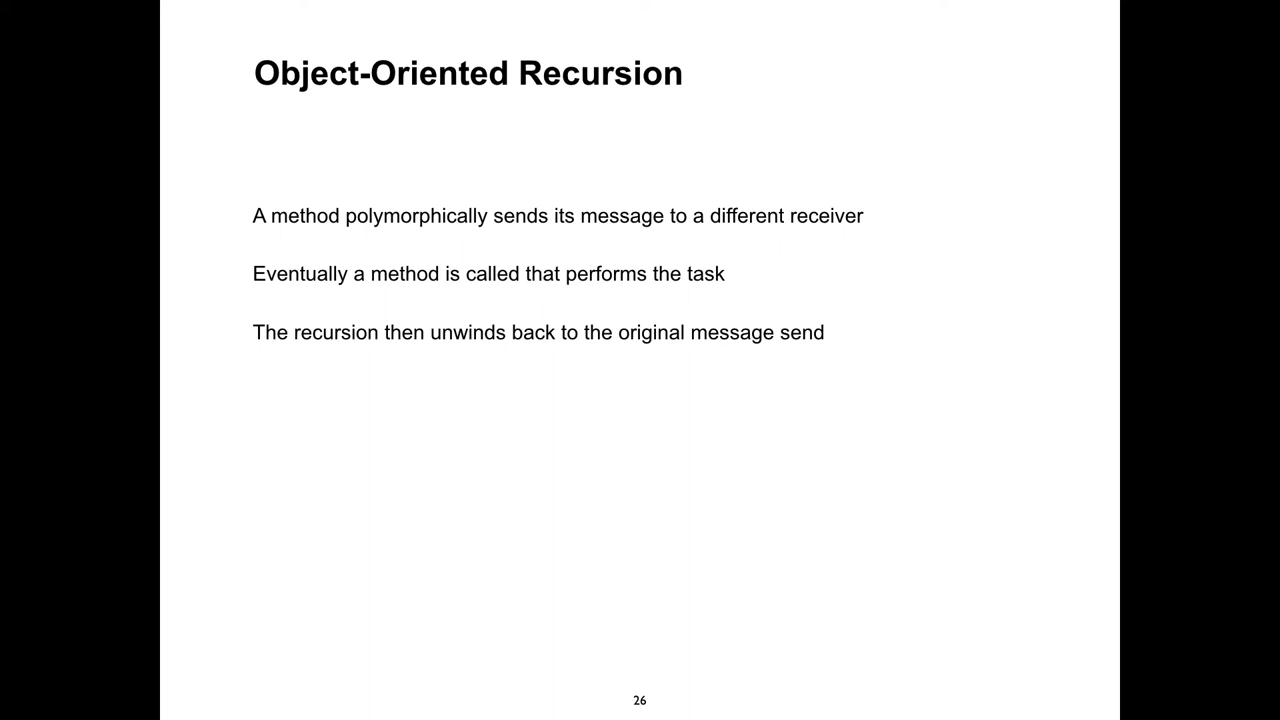 Object-Oriented Recursion
A method polymorphically sends its message to a different receiver
Eventually a method is called that performs the task
The recursion then unwinds back to the original message send
26